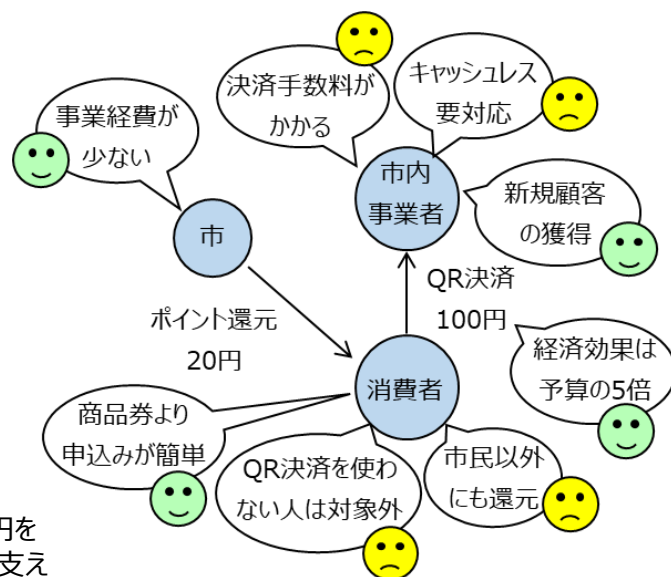 決済手数料が
かかる
キャッシュレス
要対応
事業経費が
少ない
市内
事業者
新規顧客
の獲得
市
QR決済
100円
ポイント還元
20円
経済効果は
予算の5倍
消費者
商品券より
申込みが簡単
QR決済を使わ
ない人は対象外
市民以外
にも還元
円を
支え